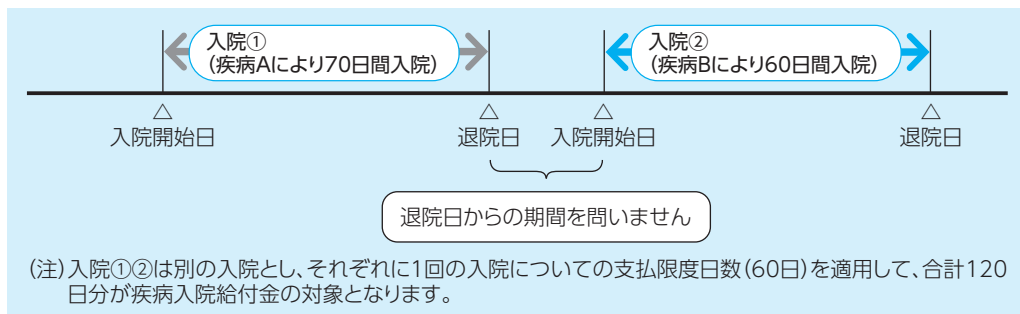 入院①
(疾病Aにより70日間入院)
入院②
(疾病Bにより60日間入院)
△ △ △ △
入院開始日 退院日 入院開始日 退院日
退院日からの期間を問いません
(注)入院①②は別の入院とし、それぞれに1回の入院についての支払限度日数(60日)を適用して、合計120
日分が疾病入院給付金の対象となります。